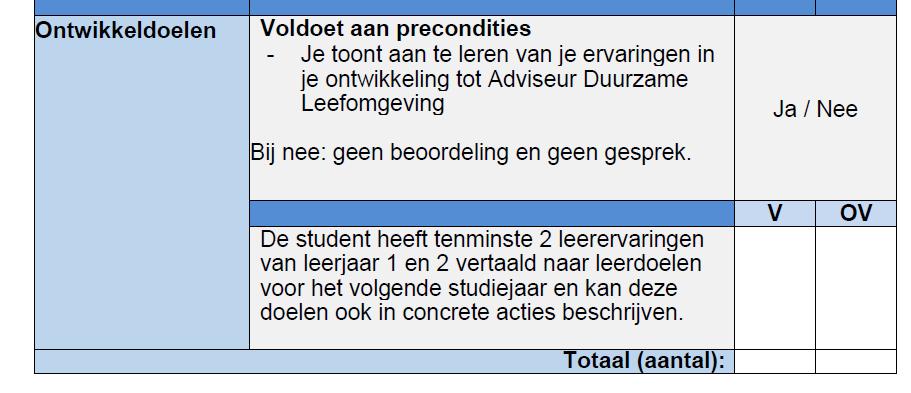 Ontwikkeldoelen
Voldoet aan precondities
- Je toont aan te leren van je ervaringen in
je ontwikkeling tot Adviseur Duurzame
Leefomgeving
Bij nee: geen beoordeling en geen gesprek.
Ja / Nee
V OV
De student heeft tenminste 2 leerervaringen
van leerjaar 1 en 2 vertaald naar leerdoelen
voor het volgende studiejaar en kan deze
doelen ook in concrete acties beschrijven.
Totaal (aantal):